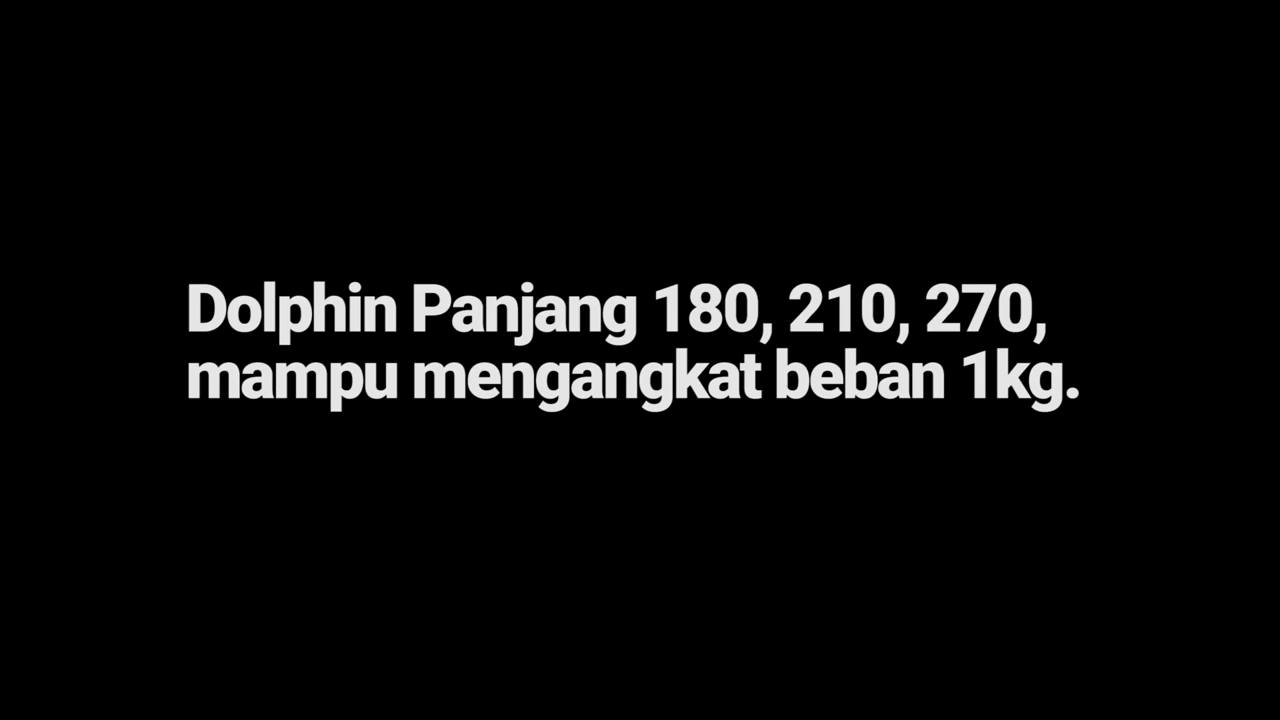 Dolphin Panjang 180, 210, 270,
mampu mengangkat beban 1kg.